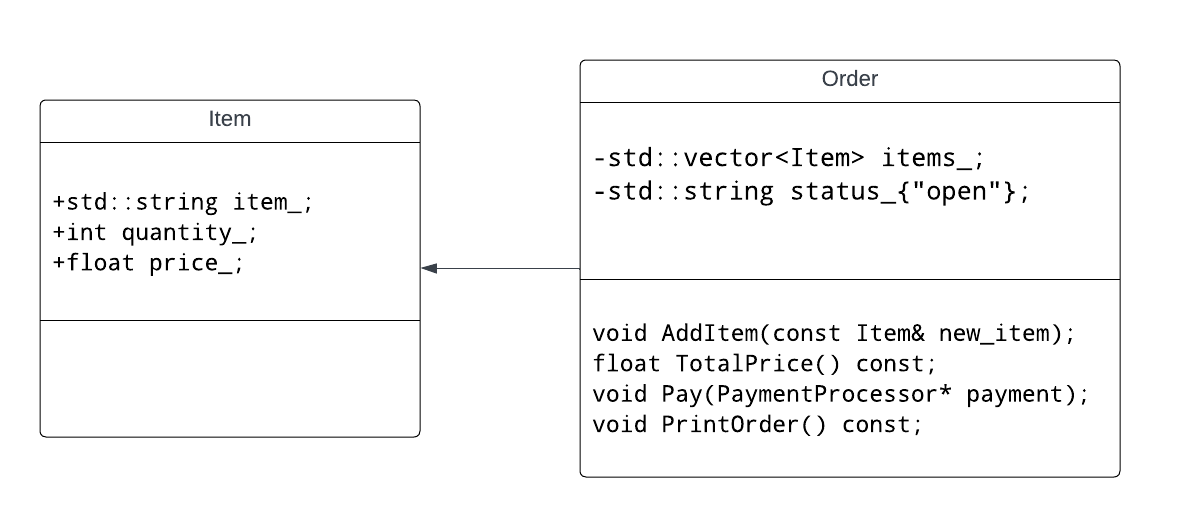 Item
+std::string item_;
+int quantity_;
+float price_;
Order
-std::vector<Item> items_;
-std::string status_{"open"};
void AddItem(const Item& new_item);
float TotalPrice() const;
void Pay(PaymentProcessor* payment);
void PrintOrder() const;